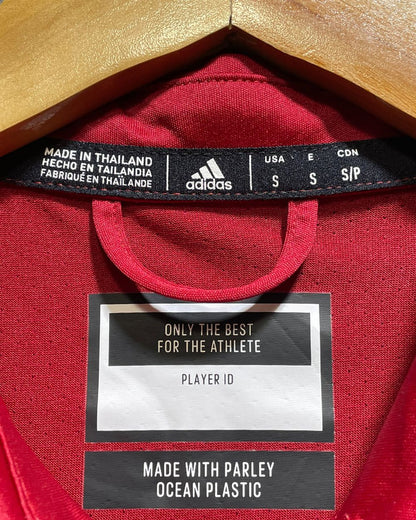 MADE IN THAILAND
HECHO EN TAILANDIA
FABRIQUÉ EN THAÏLANDE
adidas
USA E CDN
S S S/P
ONLY THE BEST
FOR THE ATHLETE
PLAYER ID
MADE WITH PARLEY
OCEAN PLASTIC